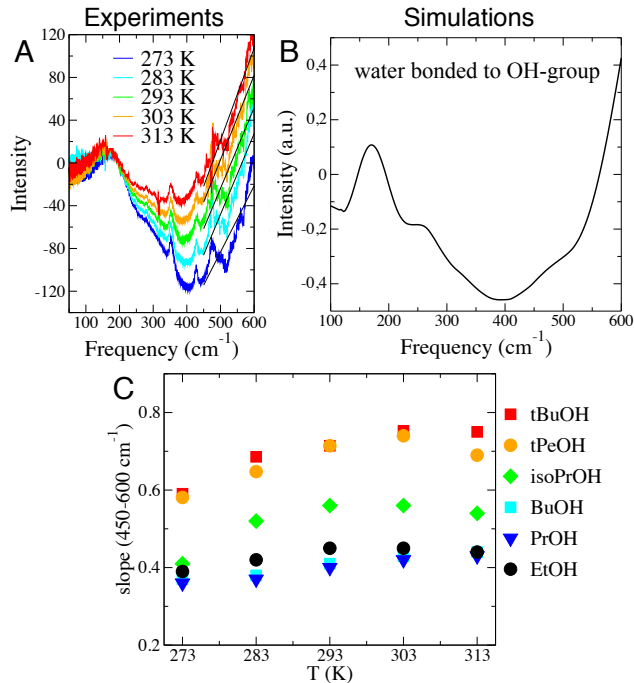 Experiments
Simulations
A
273 K
283 K
293 K
303 K
313 K
120
80
40
0
-40
-80
-120
Intensity
100 200 300 400 500 600
Frequency (cm⁻¹)
B
water bonded to OH-group
0,4
0,2
0
-0,2
-0,4
Intensity (a.u.)
100 200 300 400 500 600
Frequency (cm⁻¹)
C
0.8
0.6
0.4
0.2
slope (450-600 cm⁻¹)
273 283 293 303 313
T (K)
tBuOH
tPeOH
isoPrOH
BuOH
PrOH
EtOH